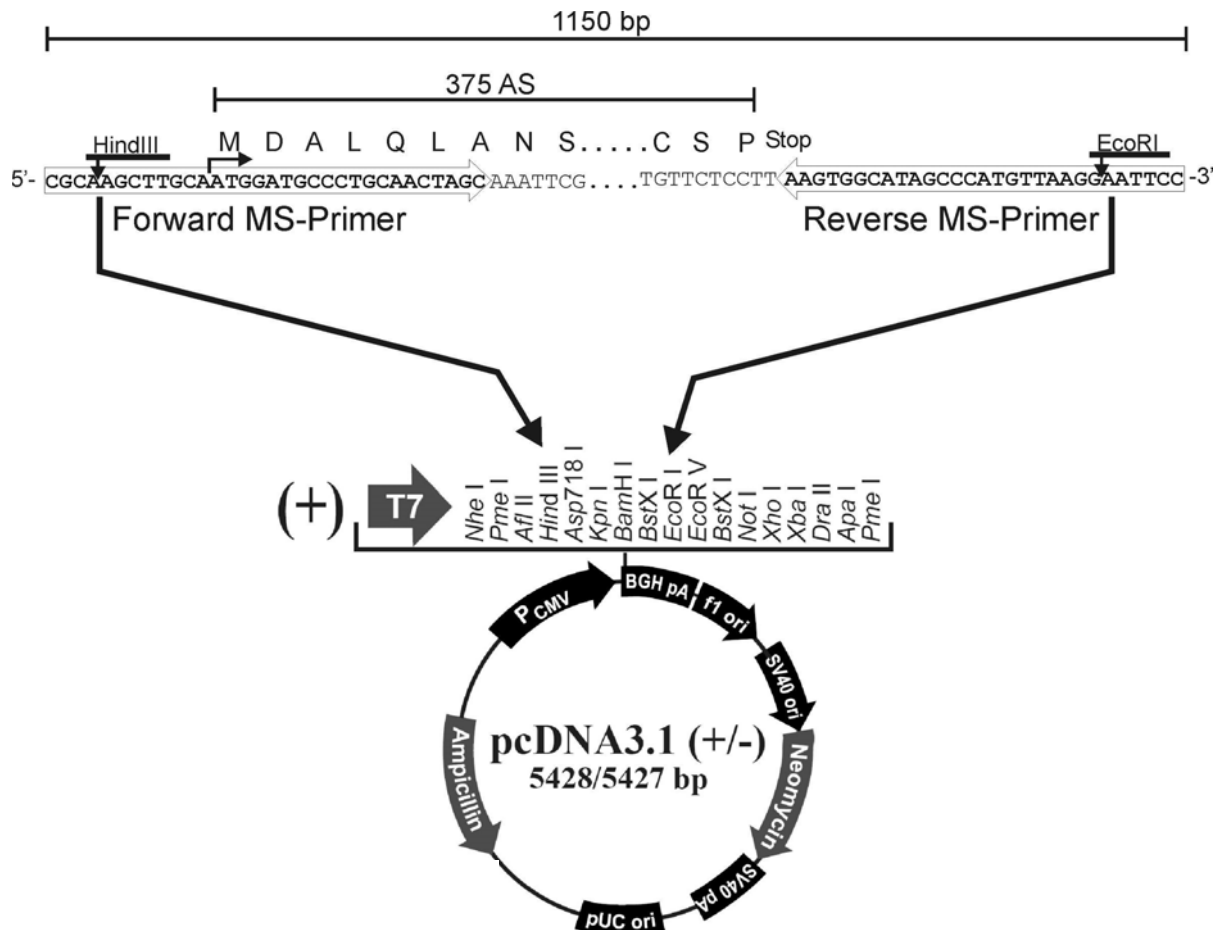 1150 bp
375 AS
HindIII
M D A L Q L A N S.....C S P Stop
EcoRI
5'- CGCAAGCTTGCAATGGATGCCCTGCAACTAGCAAATTCG....TGTTCTCCTTAAGTGGCATAGCCCATGTTAAGGAATTCC -3'
Forward MS-Primer
Reverse MS-Primer
(+)
T7
Nhe I
Pme I
Afl II
Hind III
Asp718 I
Kpn I
BamH I
BstX I
EcoR I
EcoR V
BstX I
Not I
Xho I
Xba I
Dra II
Apa I
Pme I
P CMV
BGH pA
f1 ori
SV40 ori
Neomycin
SV40 pA
pUC ori
Ampicillin
pcDNA3.1 (+/-)
5428/5427 bp